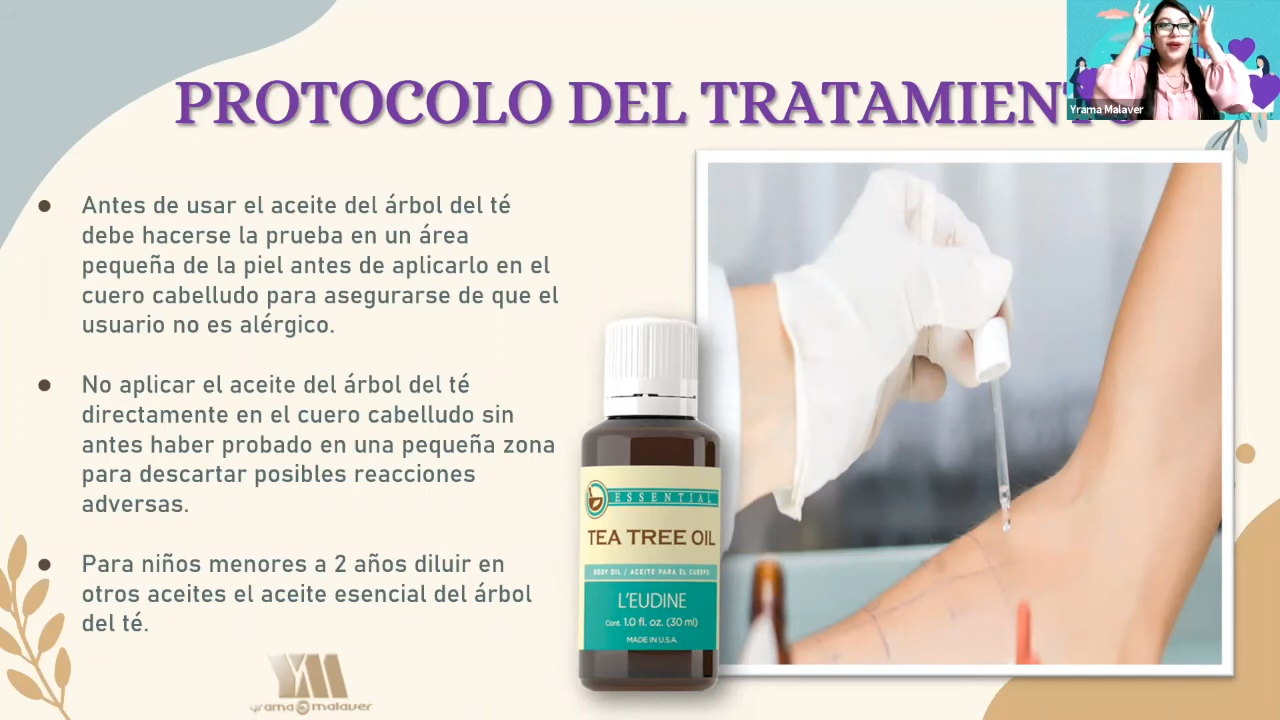 PROTOCOLO DEL TRATAMIENTO
Yrama Malaver
Antes de usar el aceite del árbol del té
debe hacerse la prueba en un área
pequeña de la piel antes de aplicarlo en el
cuero cabelludo para asegurarse de que el
usuario no es alérgico.
No aplicar el aceite del árbol del té
directamente en el cuero cabelludo sin
antes haber probado en una pequeña zona
para descartar posibles reacciones
adversas.
Para niños menores a 2 años diluir en
otros aceites el aceite esencial del árbol
del té.
ESSENTIAL
TEA TREE OIL
BODY OIL / ACEITE PARA EL CUERPO
L'EUDINE
Cont. 1.0 fl. oz. (30 ml)
MADE IN U.S.A.
YM
yrama malaver